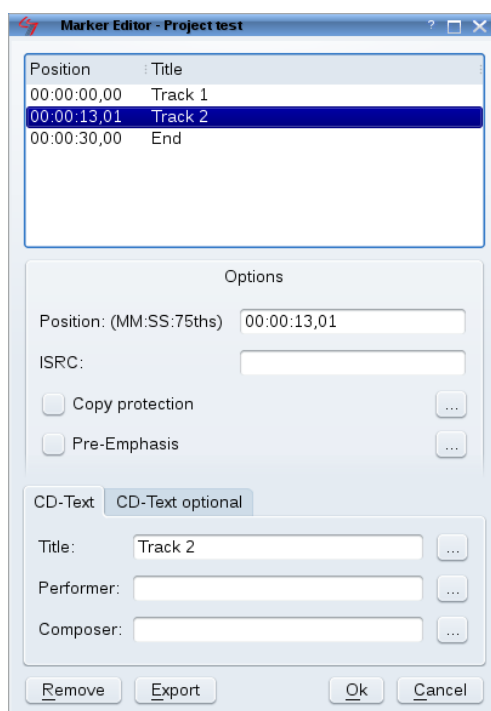 Marker Editor - Project test ?
Position Title
00:00:00,00 Track 1
00:00:13,01 Track 2
00:00:30,00 End
Options
Position: (MM:SS:75ths) 00:00:13,01
ISRC:
Copy protection ...
Pre-Emphasis ...
CD-Text CD-Text optional
Title: Track 2 ...
Performer: ...
Composer: ...
Remove Export Ok Cancel